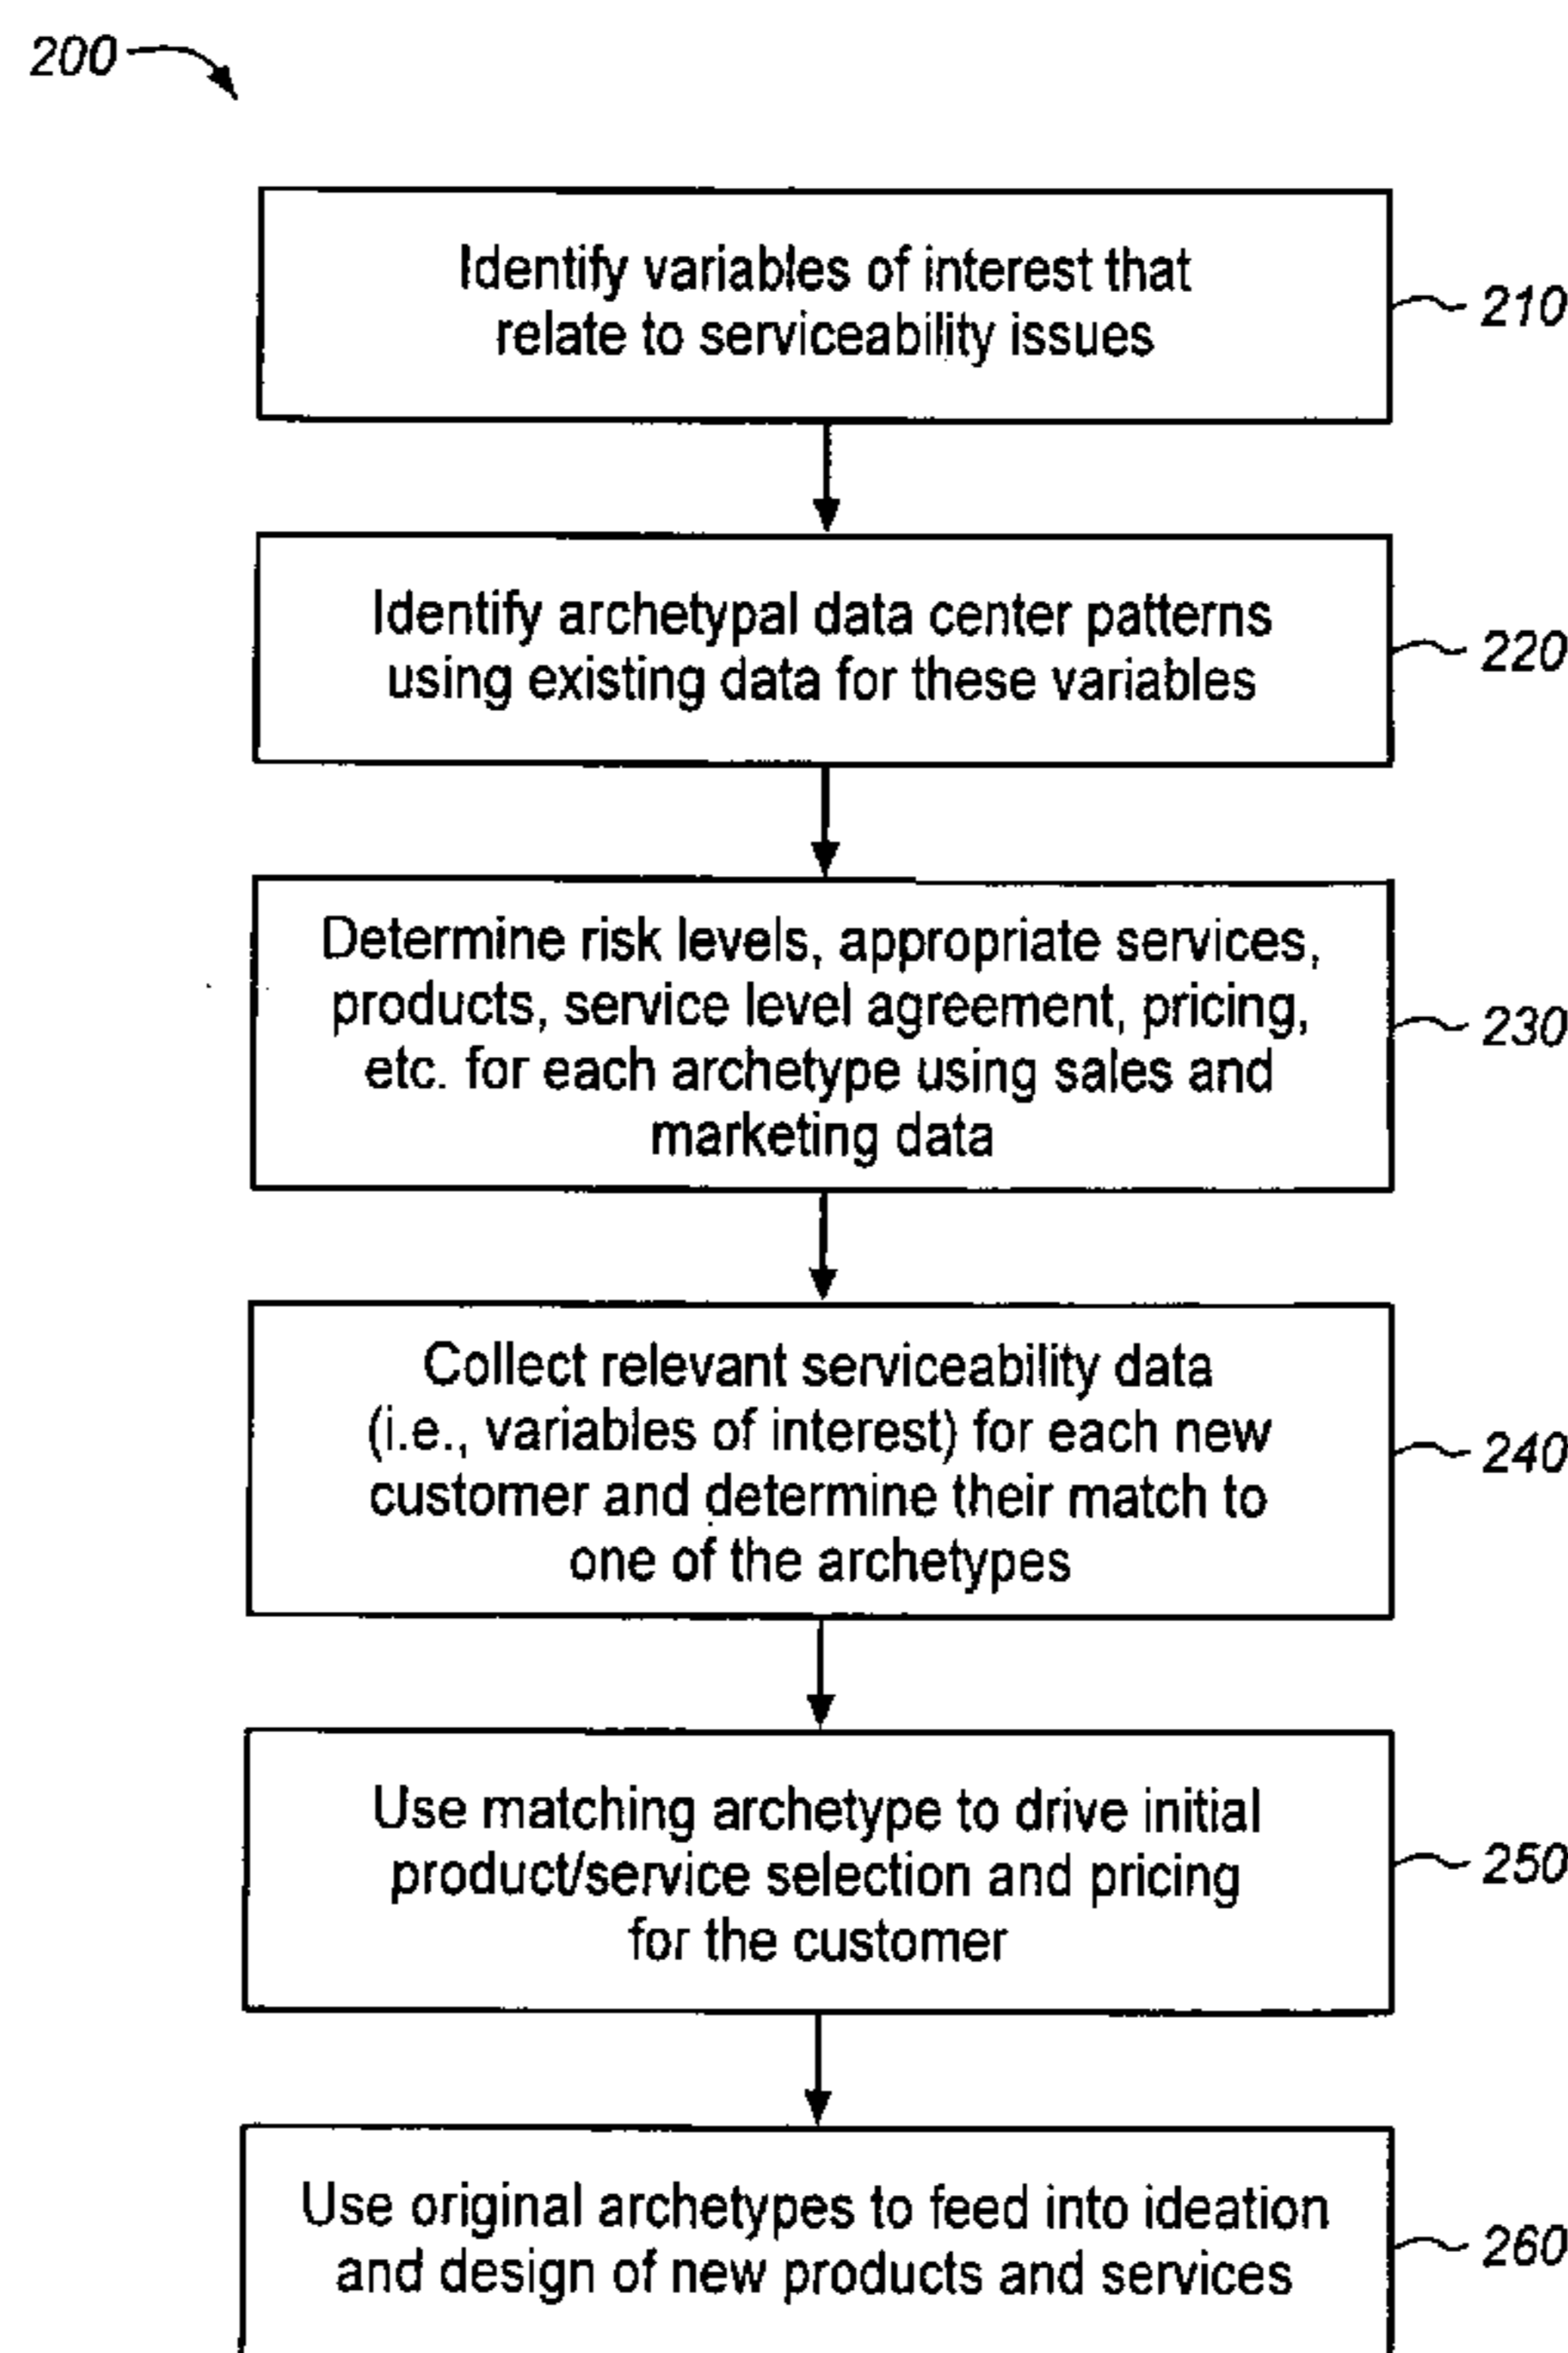 200
Identify variables of interest that
relate to serviceability issues
210
Identify archetypal data center patterns
using existing data for these variables
220
Determine risk levels, appropriate services,
products, service level agreement, pricing,
etc. for each archetype using sales and
marketing data
230
Collect relevant serviceability data
(i.e., variables of interest) for each new
customer and determine their match to
one of the archetypes
240
Use matching archetype to drive initial
product/service selection and pricing
for the customer
250
Use original archetypes to feed into ideation
and design of new products and services
260